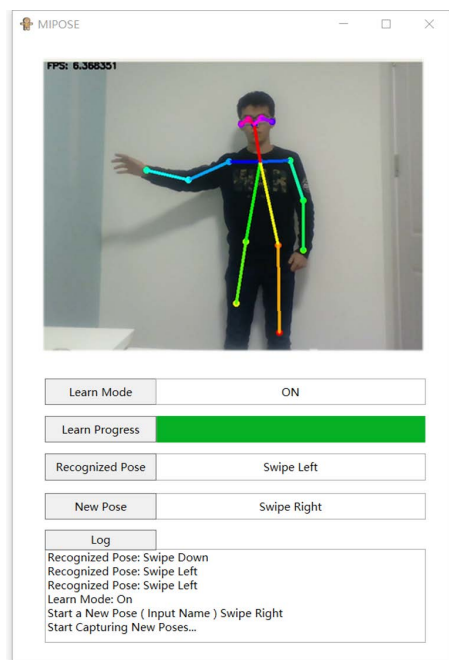 MIPOSE
FPS: 6.368351
Learn Mode ON
Learn Progress
Recognized Pose Swipe Left
New Pose Swipe Right
Log
Recognized Pose: Swipe Down
Recognized Pose: Swipe Left
Recognized Pose: Swipe Left
Learn Mode: On
Start a New Pose ( Input Name ) Swipe Right
Start Capturing New Poses...